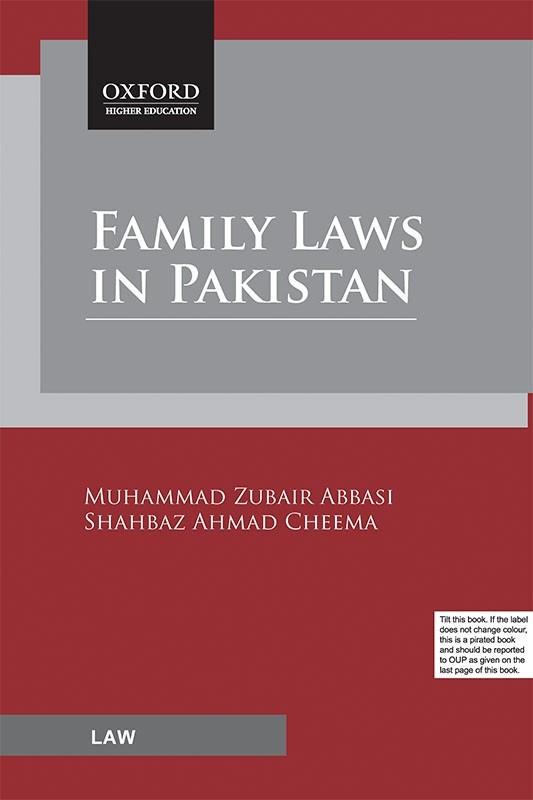 OXFORD
HIGHER EDUCATION
FAMILY LAWS
IN PAKISTAN
MUHAMMAD ZUBAIR ABBASI
SHAHBAZ AHMAD CHEEMA
Tilt this book. If the label
does not change colour,
this is a pirated book
and should be reported
to OUP as given on the
last page of this book.
LAW